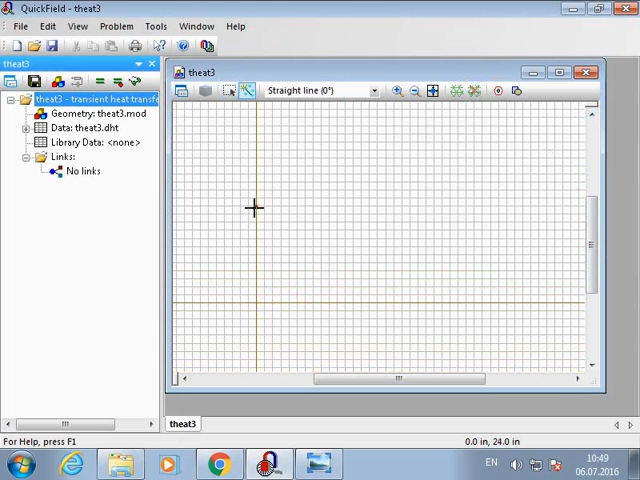 QuickField - theat3
File Edit View Problem Tools Window Help
theat3
theat3 - transient heat transfe
Geometry: theat3.mod
Data: theat3.dht
Library Data: <none>
Links:
No links
theat3
Straight line (0°)
theat3
For Help, press F1
0.0 in, 24.0 in
EN
10:49
06.07.2016